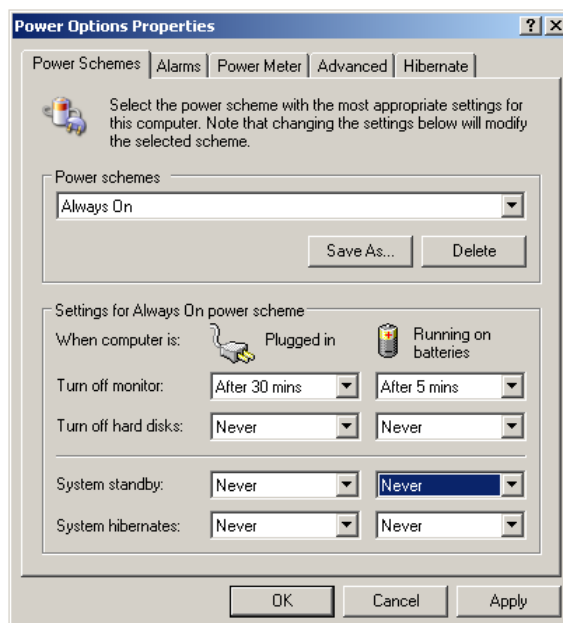 Power Options Properties
Power Schemes Alarms Power Meter Advanced Hibernate
Select the power scheme with the most appropriate settings for
this computer. Note that changing the settings below will modify
the selected scheme.
Power schemes
Always On
Save As... Delete
Settings for Always On power scheme
When computer is: Plugged in Running on
batteries
Turn off monitor: After 30 mins After 5 mins
Turn off hard disks: Never Never
System standby: Never Never
System hibernates: Never Never
OK Cancel Apply